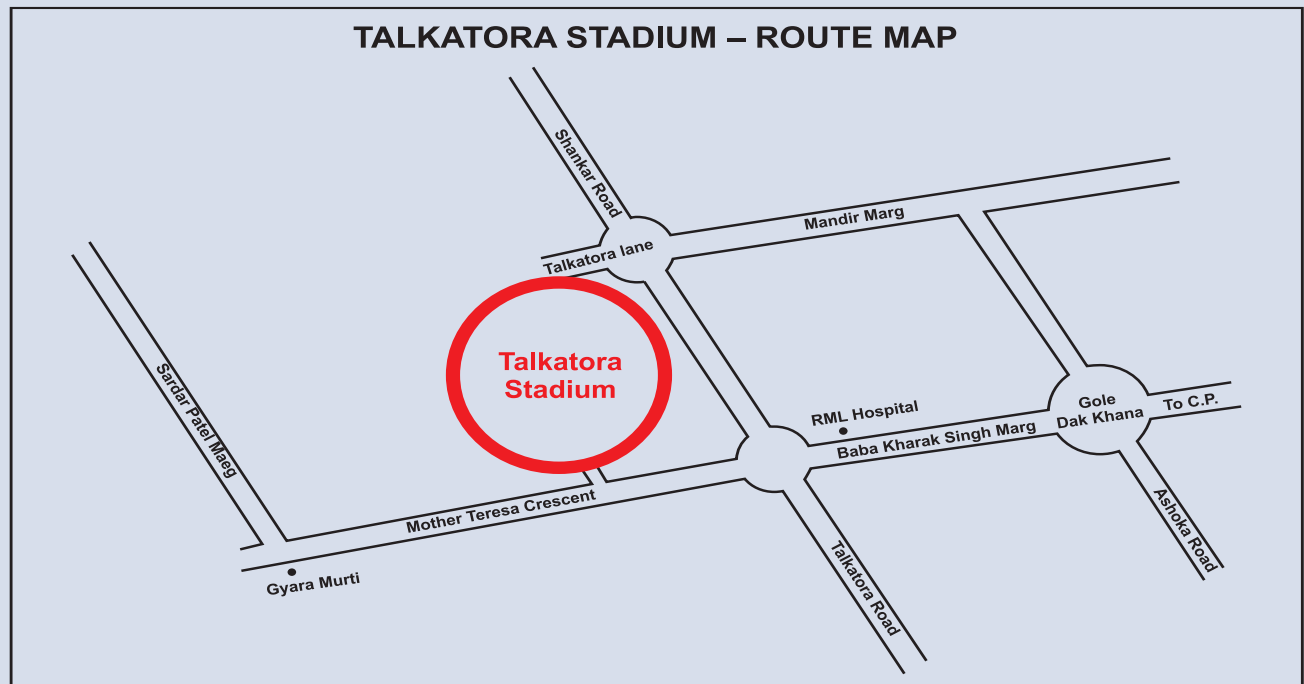 TALKATORA STADIUM – ROUTE MAP
Shankar Road
Mandir Marg
Talkatora lane
Sardar Patel Maeg
Talkatora
Stadium
RML Hospital
Baba Kharak Singh Marg
Gole
Dak Khana
To C.P.
Mother Teresa Crescent
Gyara Murti
Talkatora Road
Ashoka Road